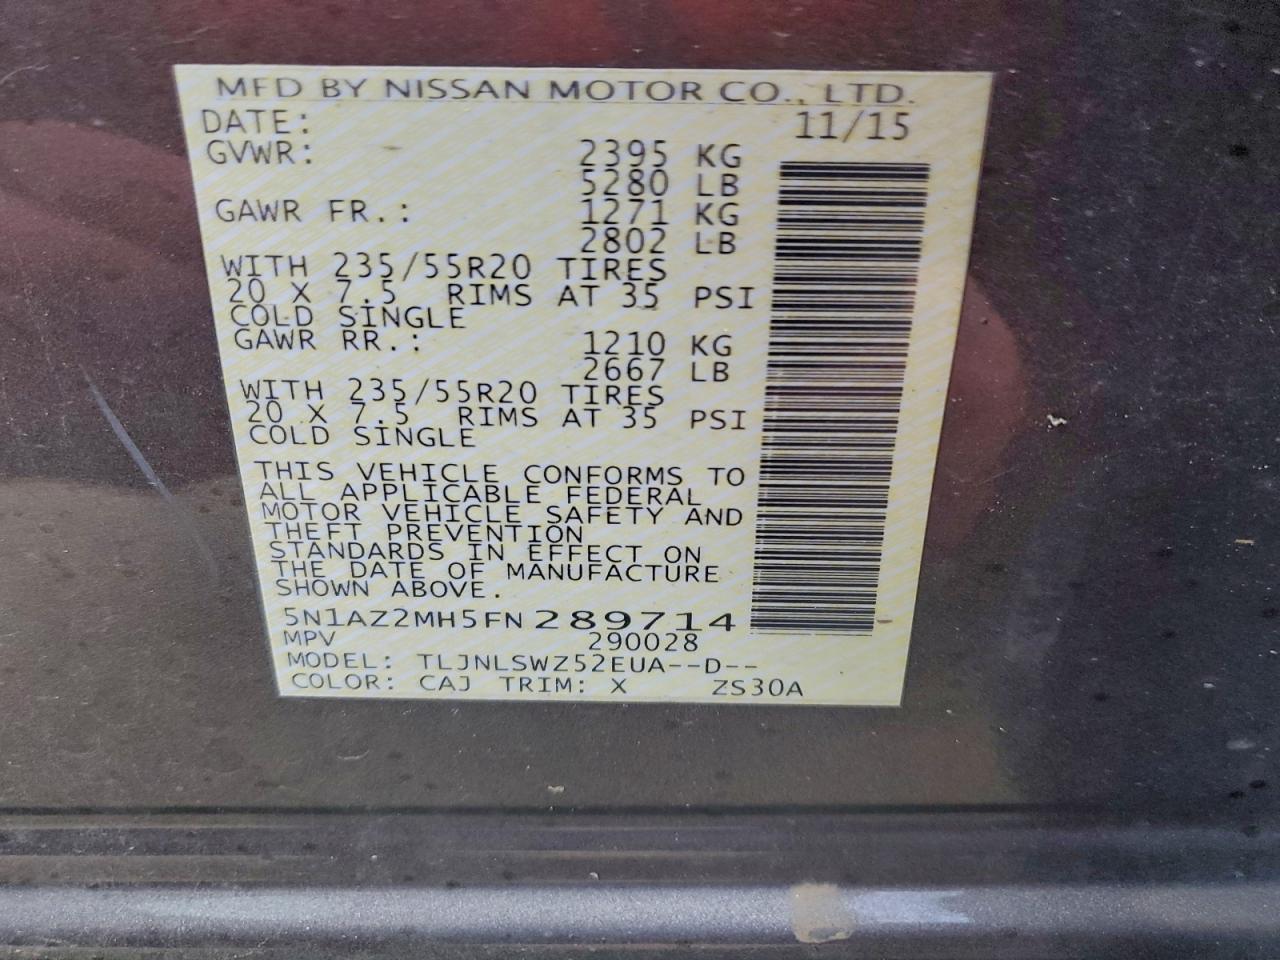 MFD BY NISSAN MOTOR CO., LTD.
DATE: 11/15
GVWR: 2395 KG
5280 LB
GAWR FR.: 1271 KG
2802 LB
WITH 235/55R20 TIRES
20 X 7.5 RIMS AT 35 PSI
COLD SINGLE
GAWR RR.: 1210 KG
2667 LB
WITH 235/55R20 TIRES
20 X 7.5 RIMS AT 35 PSI
COLD SINGLE
THIS VEHICLE CONFORMS TO
ALL APPLICABLE FEDERAL
MOTOR VEHICLE SAFETY AND
THEFT PREVENTION
STANDARDS IN EFFECT ON
THE DATE OF MANUFACTURE
SHOWN ABOVE.
5N1AZ2MH5FN289714
MPV 290028
MODEL: TLJNLSWZ52EUA--D--
COLOR: CAJ TRIM: X ZS30A